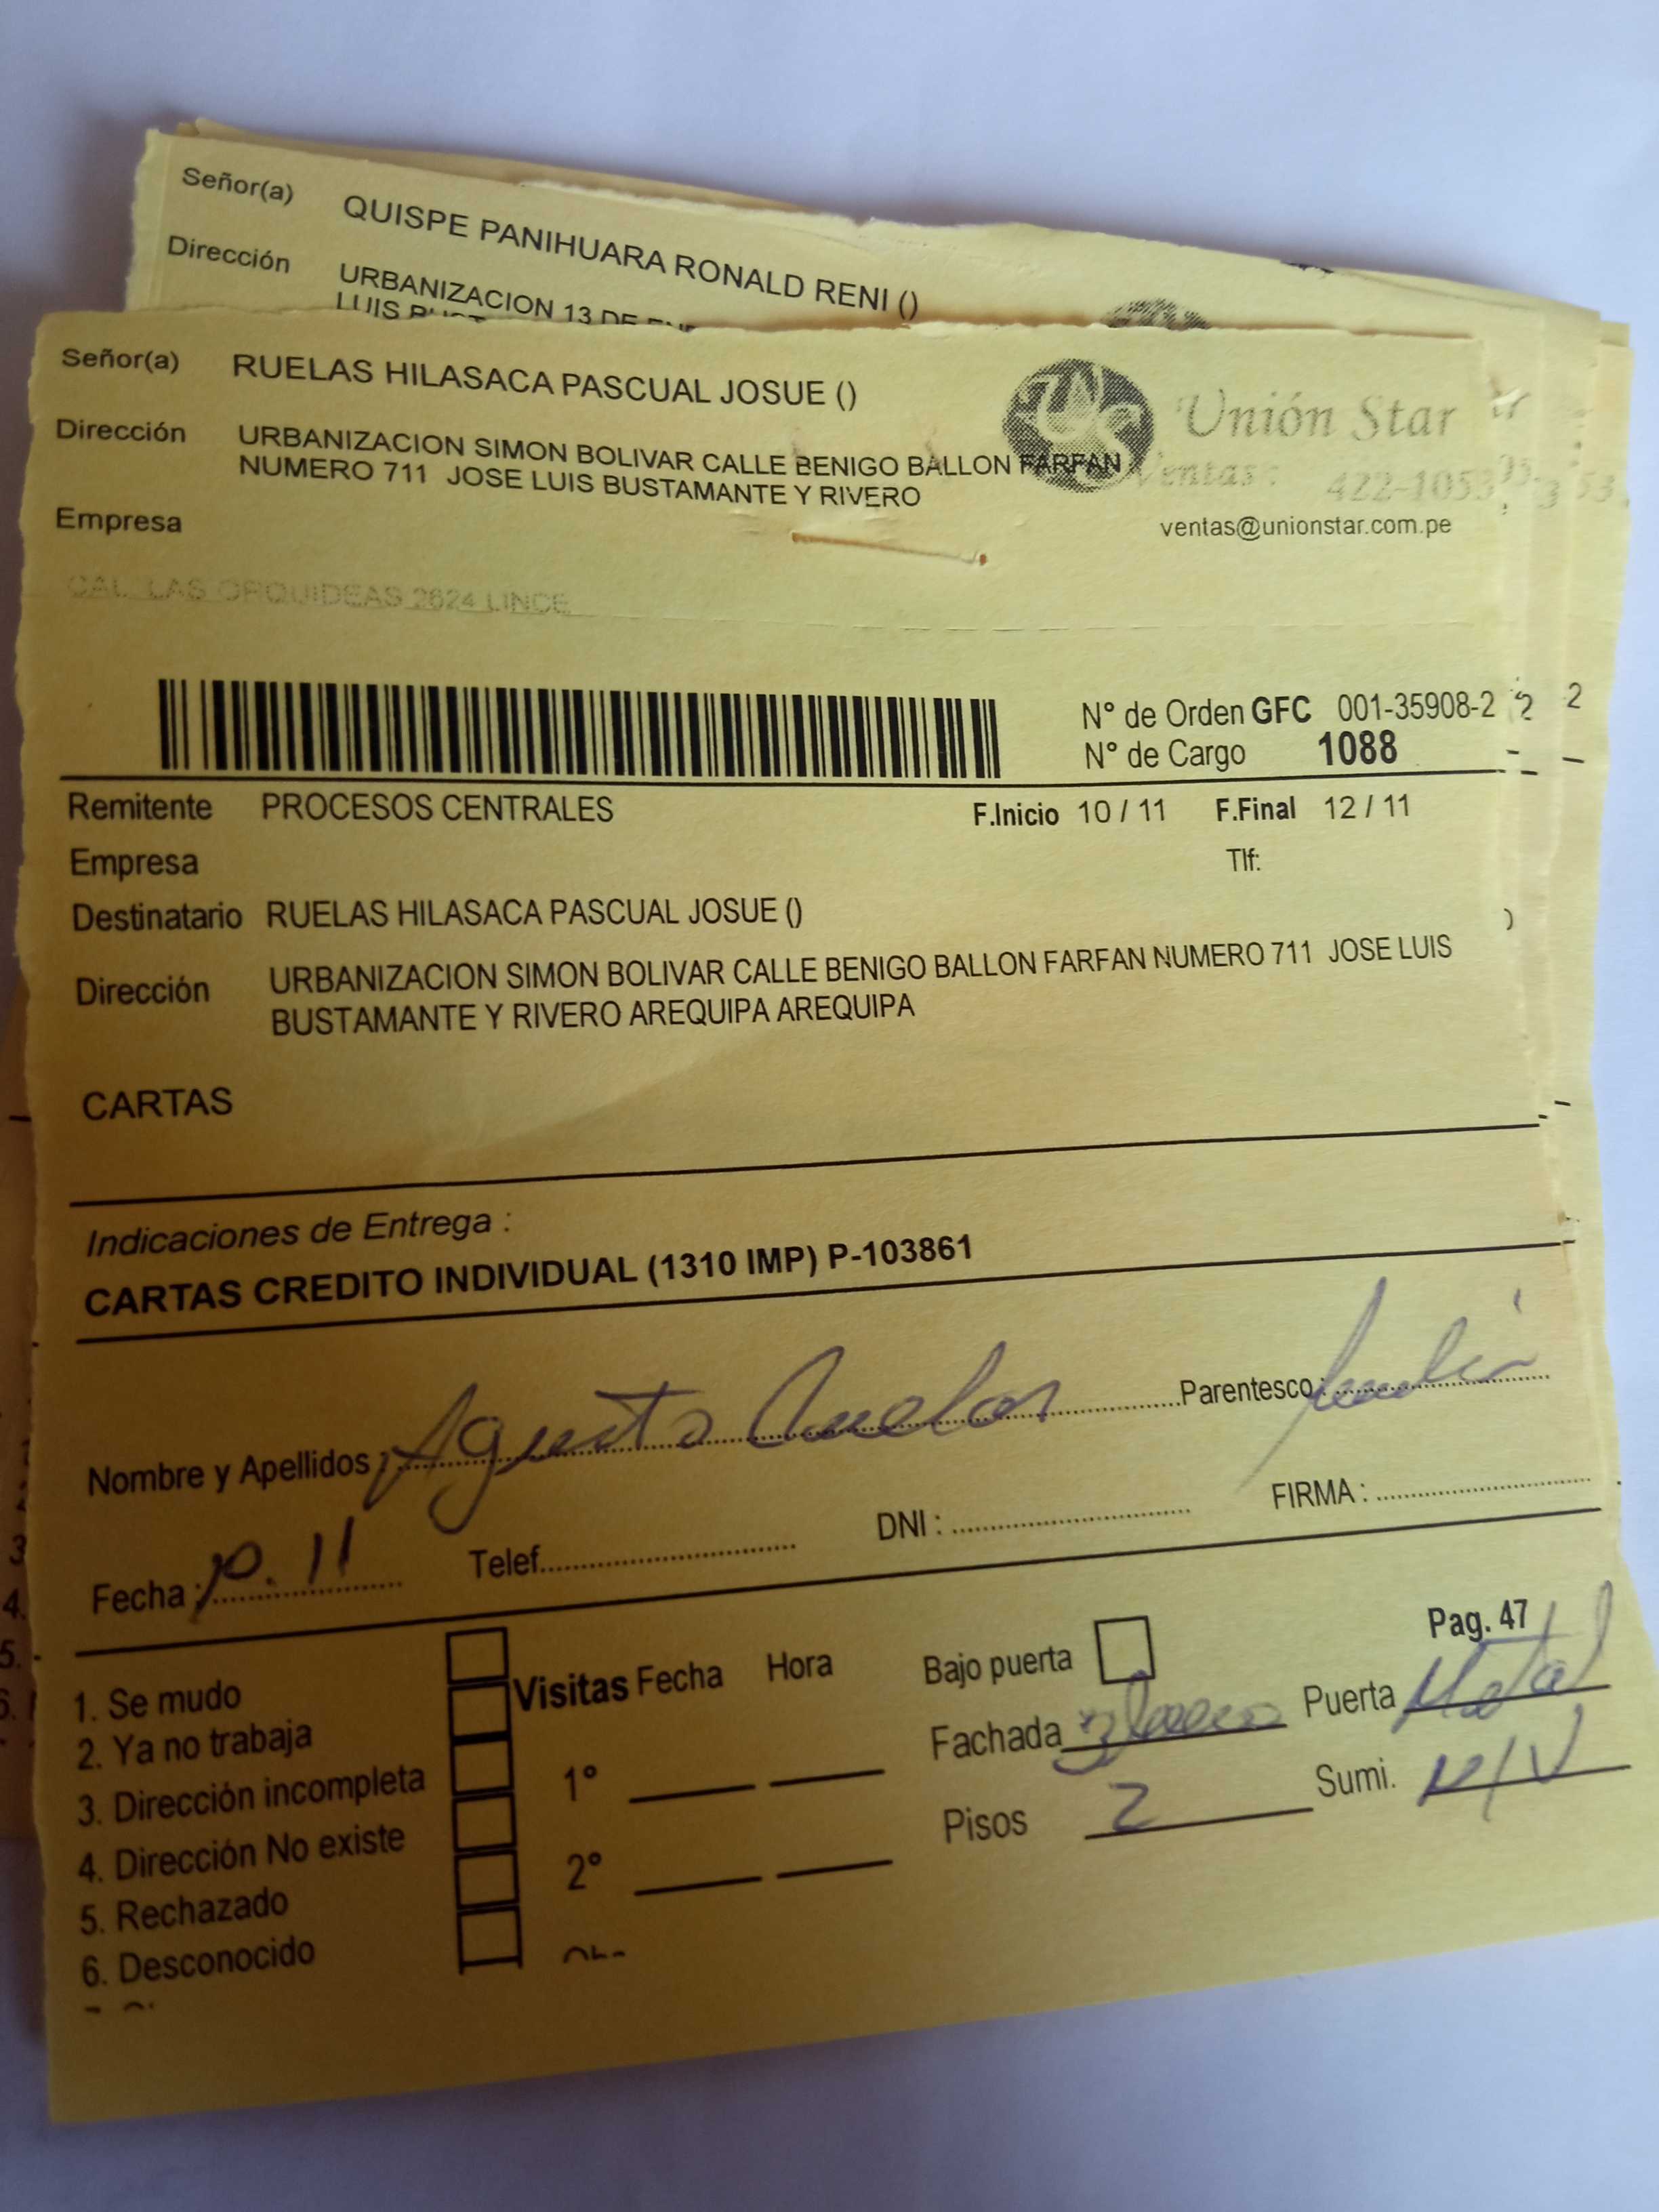 Señor(a) QUISPE PANIHUARA RONALD RENI ()
Dirección URBANIZACION 13 DE
LUIS
Señor(a) RUELAS HILASACA PASCUAL JOSUE ()
Unión Star
Dirección URBANIZACION SIMON BOLIVAR CALLE BENIGO BALLON FARFAN
NUMERO 711 JOSE LUIS BUSTAMANTE Y RIVERO
Ventas: 422-1053
Empresa
ventas@unionstar.com.pe
CAL. LAS ORQUIDEAS 2624 LINCE
N° de Orden GFC 001-35908-2
N° de Cargo 1088
Remitente PROCESOS CENTRALES F.Inicio 10 / 11 F.Final 12 / 11
Empresa Tlf:
Destinatario RUELAS HILASACA PASCUAL JOSUE ()
Dirección URBANIZACION SIMON BOLIVAR CALLE BENIGO BALLON FARFAN NUMERO 711 JOSE LUIS
BUSTAMANTE Y RIVERO AREQUIPA AREQUIPA
CARTAS
Indicaciones de Entrega :
CARTAS CREDITO INDIVIDUAL (1310 IMP) P-103861
Nombre y Apellidos : Parentesco :
Fecha : Telef. DNI : FIRMA :
Pag. 47
1. Se mudo
2. Ya no trabaja
3. Dirección incompleta
4. Dirección No existe
5. Rechazado
6. Desconocido
Visitas Fecha Hora
1°
2°
Bajo puerta
Fachada Puerta Metal
Pisos 2 Sumi. N/V